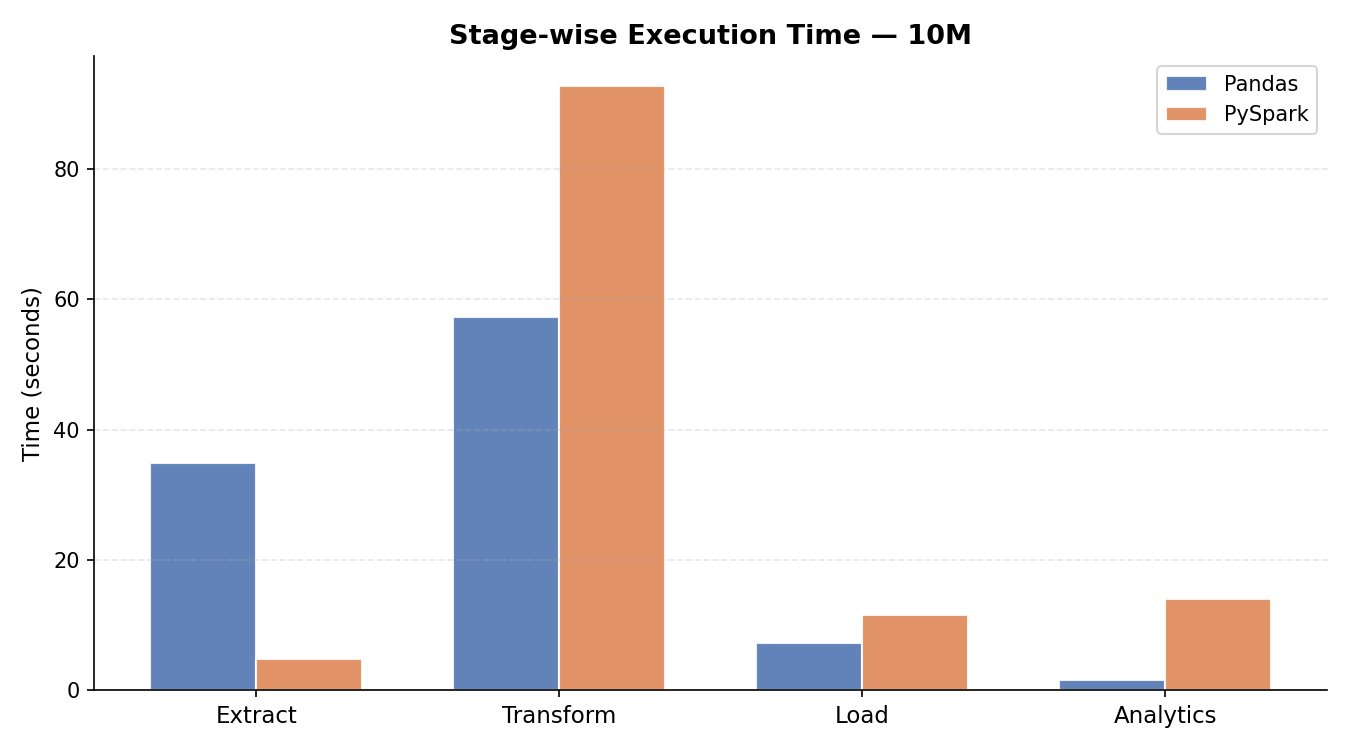 Stage-wise Execution Time — 10M
Pandas
PySpark
Time (seconds)
80
60
40
20
0
Extract
Transform
Load
Analytics